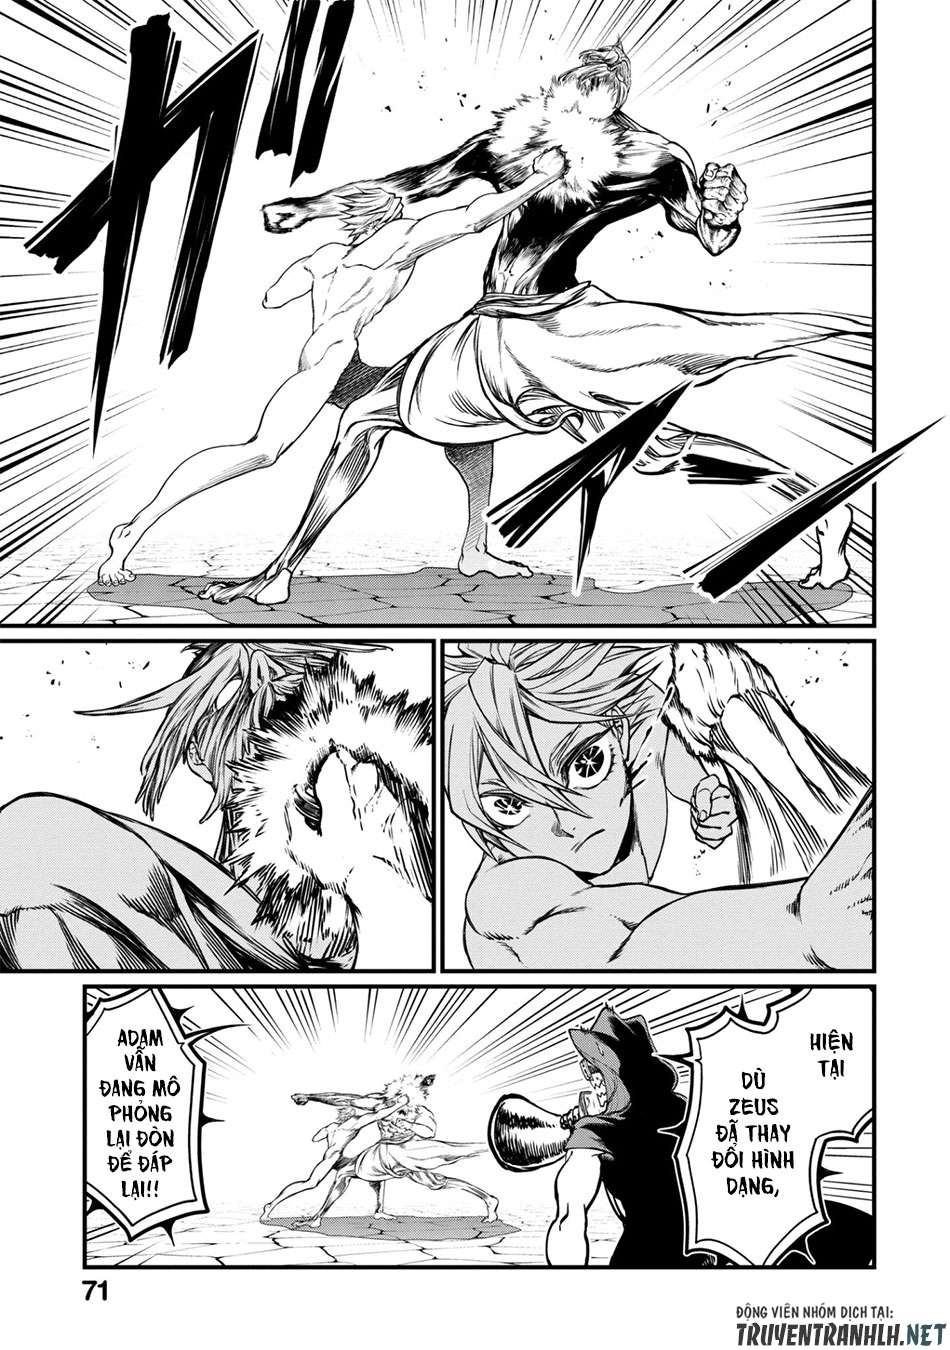 ガガ
HIỆN
TẠI
DÙ
ZEUS
ĐÃ THAY
ĐỔI HÌNH
DẠNG,
ADAM
VẪN
ĐANG MÔ
PHỎNG
LẠI ĐÒN
ĐỂ ĐÁP
LẠI!!
71
ĐỘNG VIÊN NHÓM DỊCH TẠI:
TRUYENTRANHLH.NET